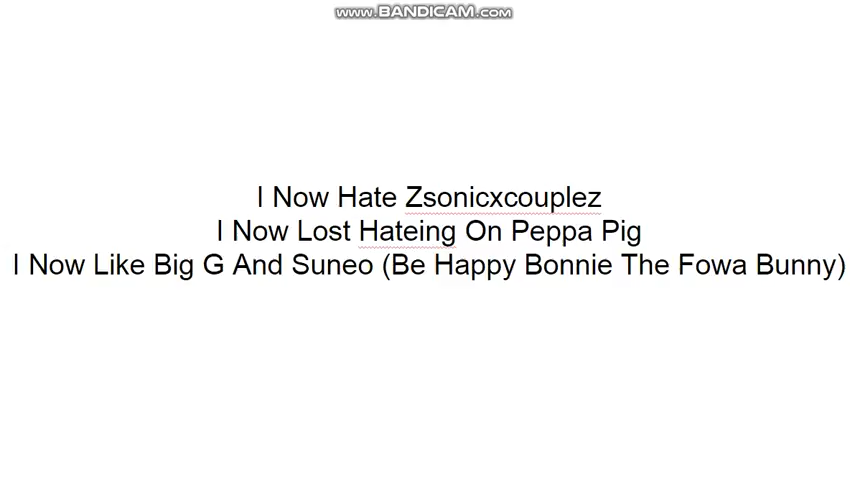 www.BANDICAM.com
I Now Hate Zsonicxcouplez
I Now Lost Hateing On Peppa Pig
I Now Like Big G And Suneo (Be Happy Bonnie The Fowa Bunny)